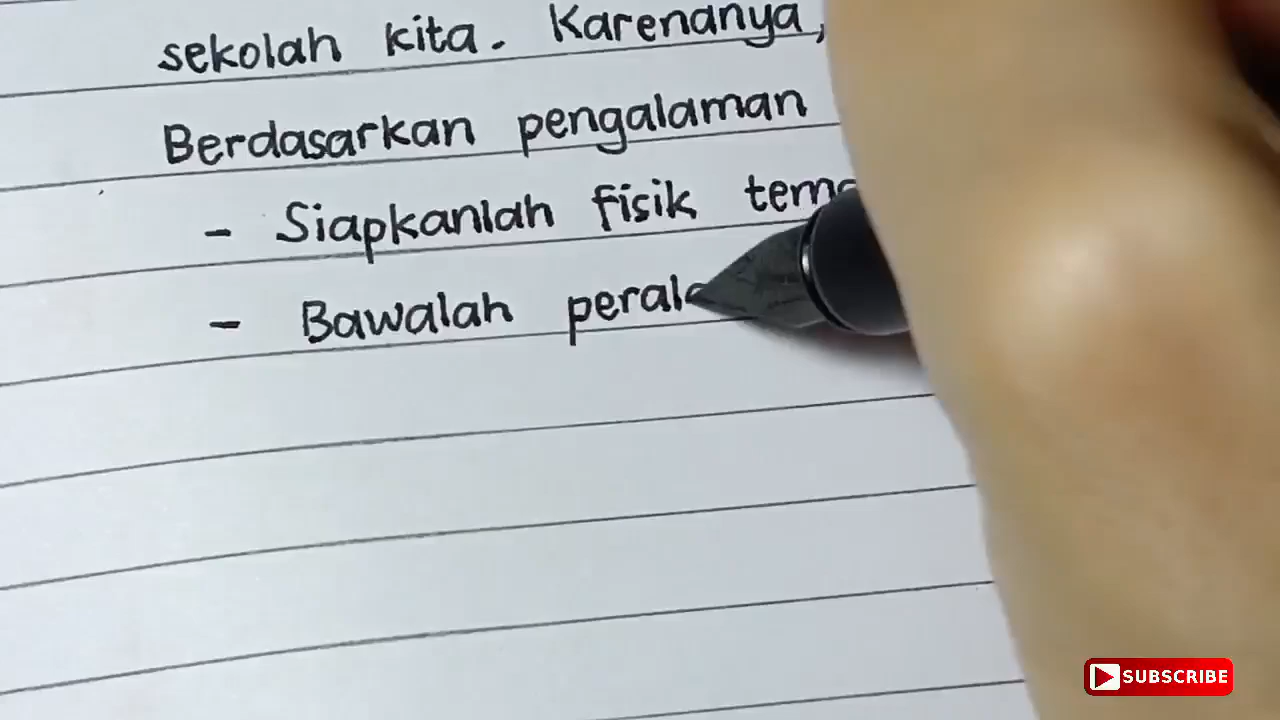 sekolah kita. Karenanya,
Berdasarkan pengalaman
- Siapkanlah fisik
- Bawalah
SUBSCRIBE